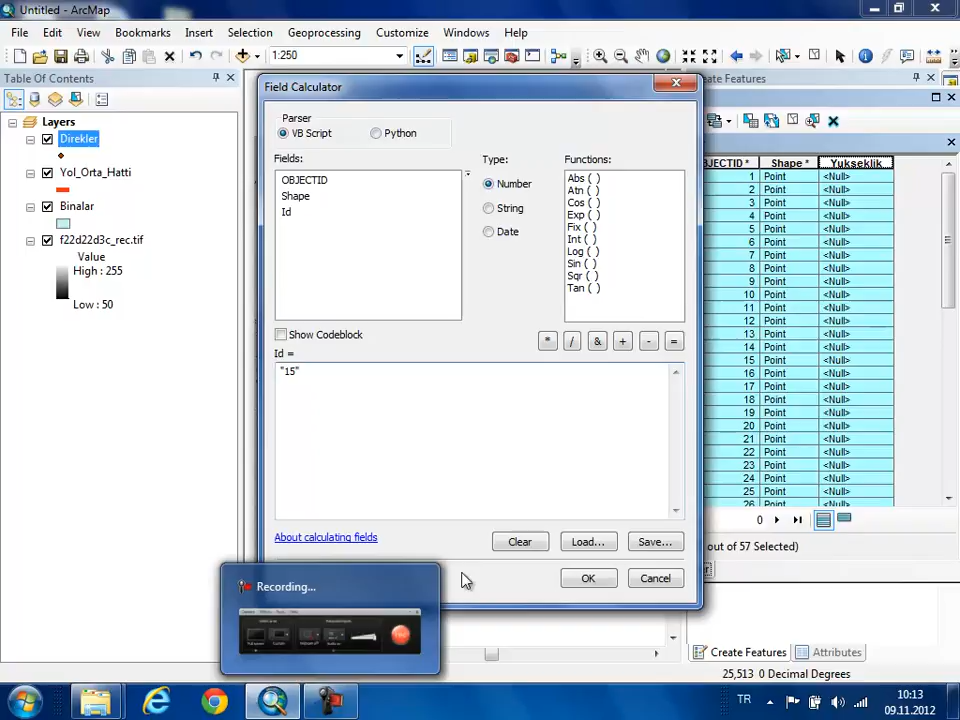 Untitled - ArcMap
File Edit View Bookmarks Insert Selection Geoprocessing Customize Windows Help
1:250
Table Of Contents
Layers
Direkler
Yol_Orta_Hatti
Binalar
f22d22d3c_rec.tif
Value
High : 255
Low : 50
Field Calculator
Parser
VB Script Python
Fields:
OBJECTID
Shape
Id
Type:
Number
String
Date
Functions:
Abs ( )
Atn ( )
Cos ( )
Exp ( )
Fix ( )
Int ( )
Log ( )
Sin ( )
Sqr ( )
Tan ( )
Show Codeblock
* / & + - =
Id =
"15"
About calculating fields
Clear Load... Save...
OK Cancel
Recording...
eate Features
BJECTID * Shape * Yukseklik
1 Point <Null>
2 Point <Null>
3 Point <Null>
4 Point <Null>
5 Point <Null>
6 Point <Null>
7 Point <Null>
8 Point <Null>
9 Point <Null>
10 Point <Null>
11 Point <Null>
12 Point <Null>
13 Point <Null>
14 Point <Null>
15 Point <Null>
16 Point <Null>
17 Point <Null>
18 Point <Null>
19 Point <Null>
20 Point <Null>
21 Point <Null>
22 Point <Null>
23 Point <Null>
24 Point <Null>
25 Point <Null>
26 Point <Null>
0
out of 57 Selected)
Create Features Attributes
25,513 0 Decimal Degrees
TR
10:13
09.11.2012